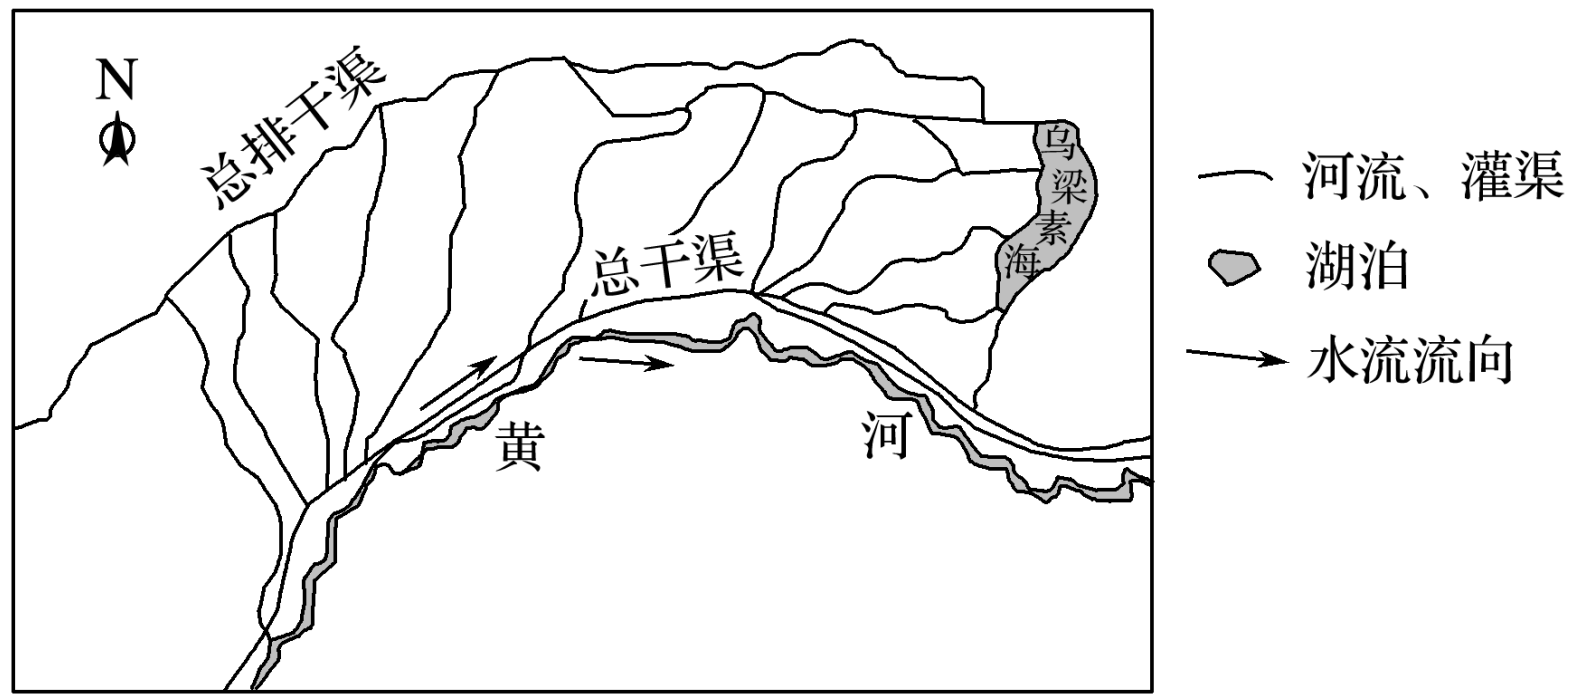 N
总排干渠
总干渠
乌梁素海
黄河
河流、灌渠
湖泊
水流流向